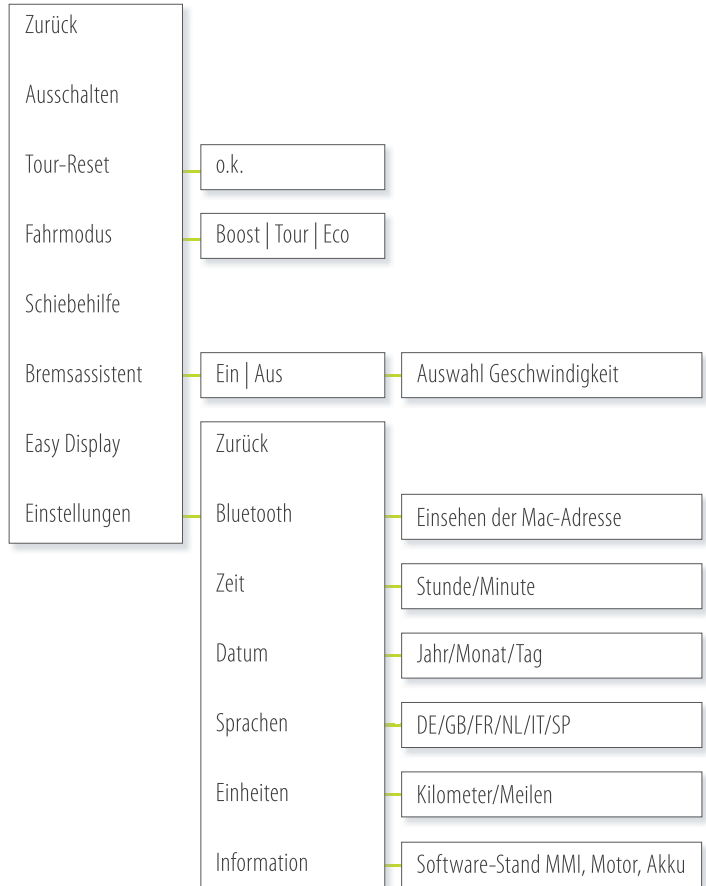 Zurück
Ausschalten
Tour-Reset
o.k.
Fahrmodus
Boost | Tour | Eco
Schiebehilfe
Bremsassistent
Ein | Aus
Auswahl Geschwindigkeit
Easy Display
Einstellungen
Zurück
Bluetooth
Einsehen der Mac-Adresse
Zeit
Stunde/Minute
Datum
Jahr/Monat/Tag
Sprachen
DE/GB/FR/NL/IT/SP
Einheiten
Kilometer/Meilen
Information
Software-Stand MMI, Motor, Akku